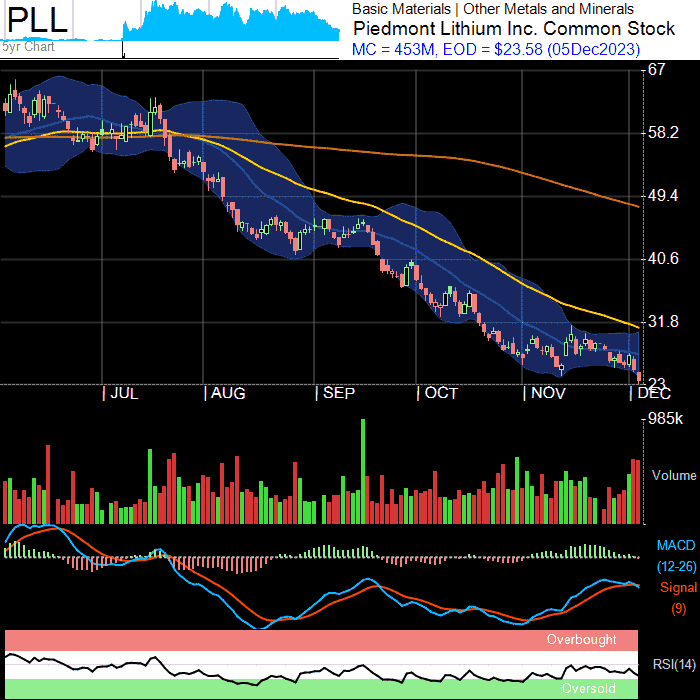 PLL
5yr Chart
Basic Materials | Other Metals and Minerals
Piedmont Lithium Inc. Common Stock
MC = 453M, EOD = $23.58 (05Dec2023)
67
58.2
49.4
40.6
31.8
23
JUL AUG SEP OCT NOV DEC
985k
Volume
MACD
(12-26)
Signal
(9)
Overbought
RSI(14)
Oversold